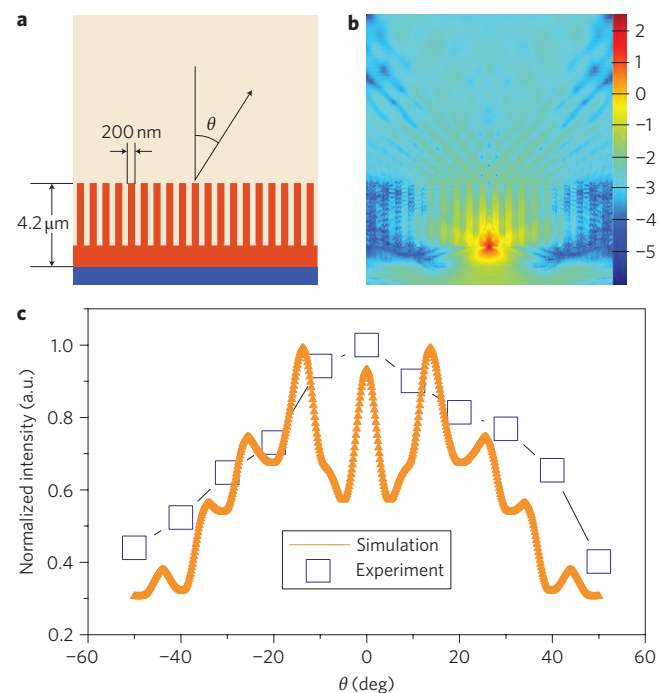 a
θ
200 nm
4.2 μm
b
2
1
0
−1
−2
−3
−4
−5
c
Normalized intensity (a.u.)
1.0
0.8
0.6
0.4
0.2
Simulation
Experiment
−60
−40
−20
0
20
40
60
θ (deg)